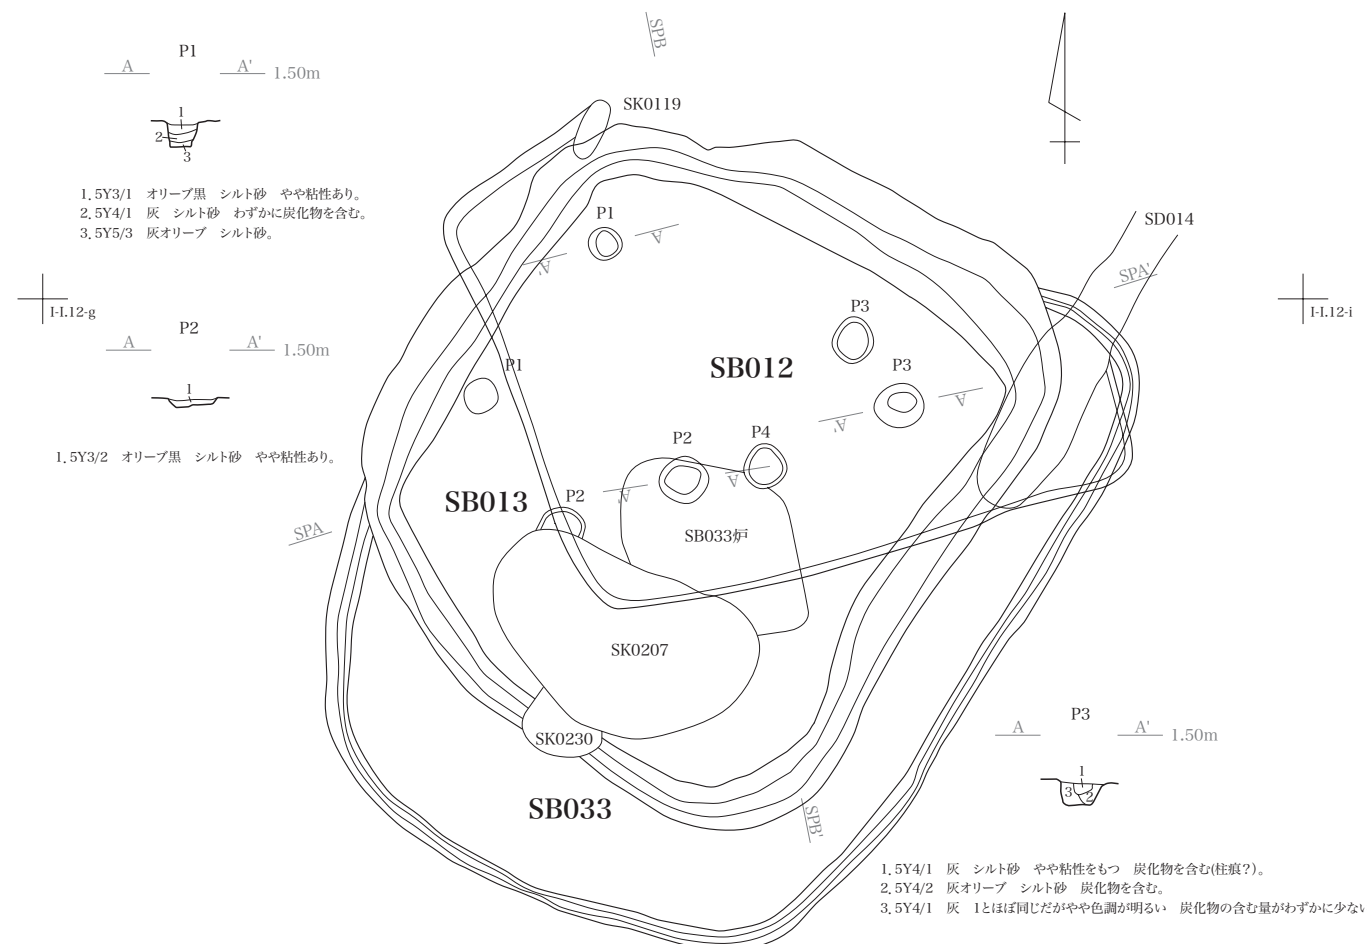 P1
A A' 1.50m
1
2
3
1. 5Y3/1 オリーブ黒 シルト砂 やや粘性あり。
2. 5Y4/1 灰 シルト砂 わずかに炭化物を含む。
3. 5Y5/3 灰オリーブ シルト砂。
I-I.12-g
P2
A A' 1.50m
1
1. 5Y3/2 オリーブ黒 シルト砂 やや粘性あり。
SPB
SK0119
SD014
SPA'
I-I.12-i
P1
A
A'
P3
SB012
P1
P3
A
A'
P2
P4
A
A'
SB013
P2
SPA
SB033炉
SK0207
SK0230
SB033
SPB'
P3
A A' 1.50m
1
3
2
1. 5Y4/1 灰 シルト砂 やや粘性をもつ 炭化物を含む(柱痕?)。
2. 5Y4/2 灰オリーブ シルト砂 炭化物を含む。
3. 5Y4/1 灰 1とほぼ同じだがやや色調が明るい 炭化物の含む量がわずかに少な